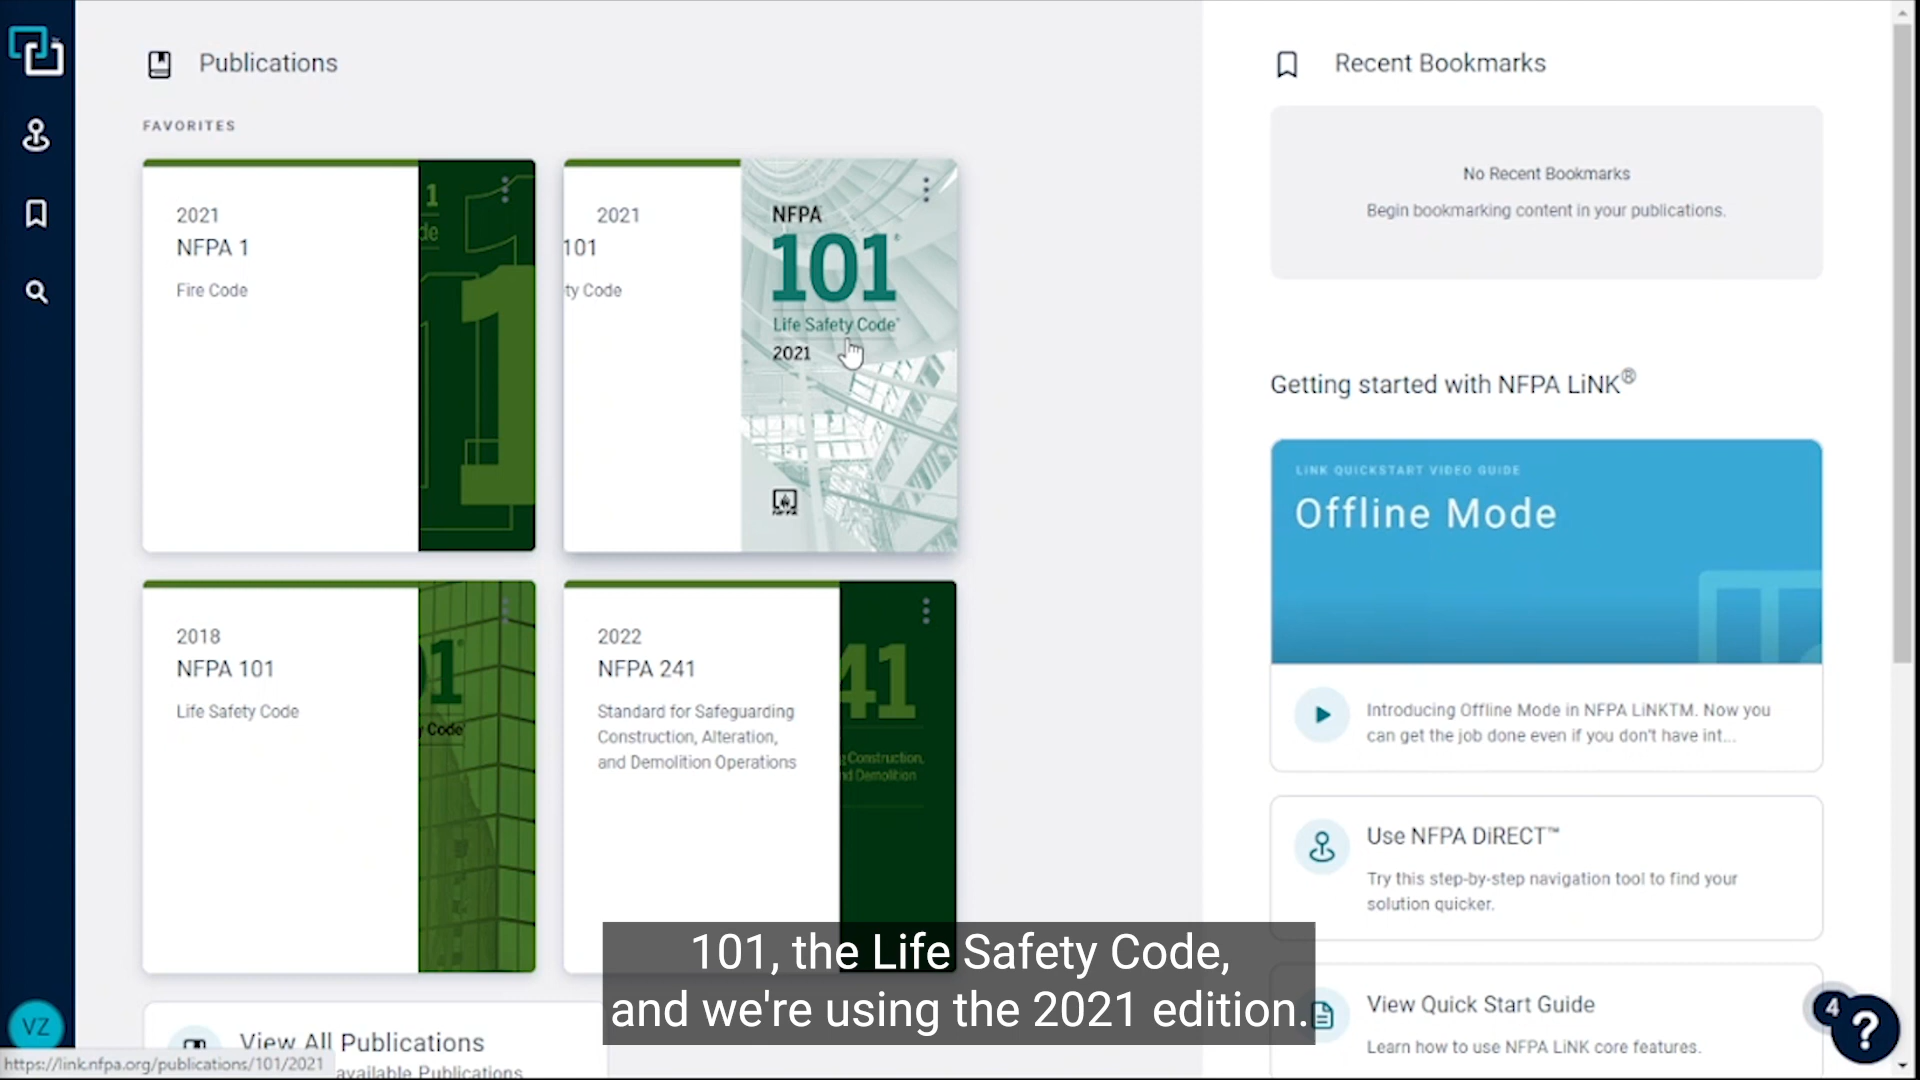 Publications
FAVORITES
2021
NFPA 1
Fire Code
1
de
2021
101
ty Code
NFPA
101
Life Safety Code
2021
2018
NFPA 101
Life Safety Code
01
y Code
2022
NFPA 241
Standard for Safeguarding
Construction, Alteration,
and Demolition Operations
41
g Construction,
nd Demolition
View All Publications
available Publications
Recent Bookmarks
No Recent Bookmarks
Begin bookmarking content in your publications.
Getting started with NFPA LiNK®
LiNK QUICKSTART VIDEO GUIDE
Offline Mode
Introducing Offline Mode in NFPA LiNKTM. Now you
can get the job done even if you don't have int...
Use NFPA DiRECT™
Try this step-by-step navigation tool to find your
solution quicker.
View Quick Start Guide
Learn how to use NFPA LiNK core features.
4
?
VZ
https://link.nfpa.org/publications/101/2021
101, the Life Safety Code,
and we're using the 2021 edition.